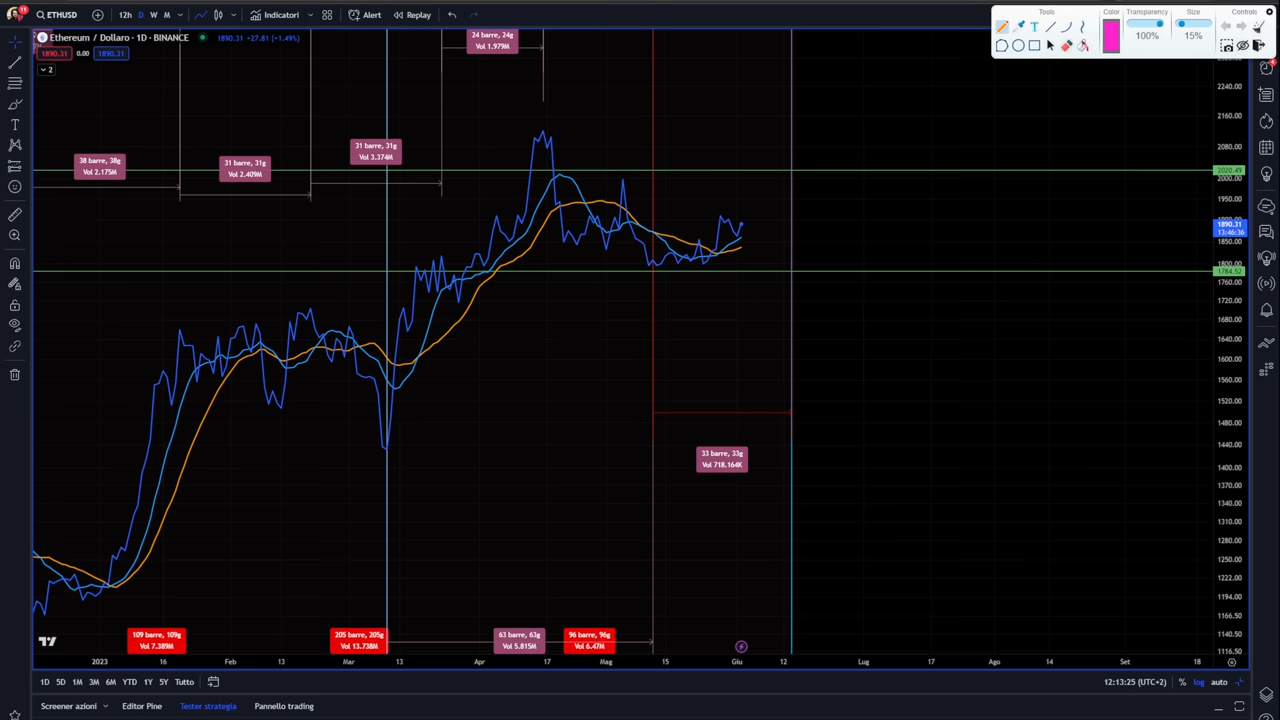 11
ETHUSD
12h D W M
Indicatori
Alert
Replay
Tools
Color
Transparency
Size
Controls
T
100%
15%
Ethereum / Dollaro · 1D · BINANCE
1890.31 +27.81 (+1.49%)
1890.31 0.00 1890.31
2
24 barre, 24g
Vol 1.979M
38 barre, 38g
Vol 2.175M
31 barre, 31g
Vol 2.409M
31 barre, 31g
Vol 3.374M
33 barre, 33g
Vol 718.164K
109 barre, 109g
Vol 7.389M
205 barre, 205g
Vol 13.738M
63 barre, 63g
Vol 5.815M
96 barre, 96g
Vol 6.47M
2240.00
2160.00
2080.00
2020.49
2000.00
1950.00
1890.31
13:46:36
1850.00
1800.00
1784.52
1760.00
1720.00
1680.00
1640.00
1600.00
1560.00
1520.00
1480.00
1440.00
1400.00
1370.00
1340.00
1310.00
1280.00
1250.00
1222.00
1194.00
1166.50
1140.50
1116.50
2023 16 Feb 13 Mar 13 Apr 17 Mag 15 Giu 12 Lug 17 Ago 14 Set 18
1D 5D 1M 3M 6M YTD 1Y 5Y Tutto
12:13:25 (UTC+2) % log auto
Screener azioni Editor Pine Tester strategia Pannello trading